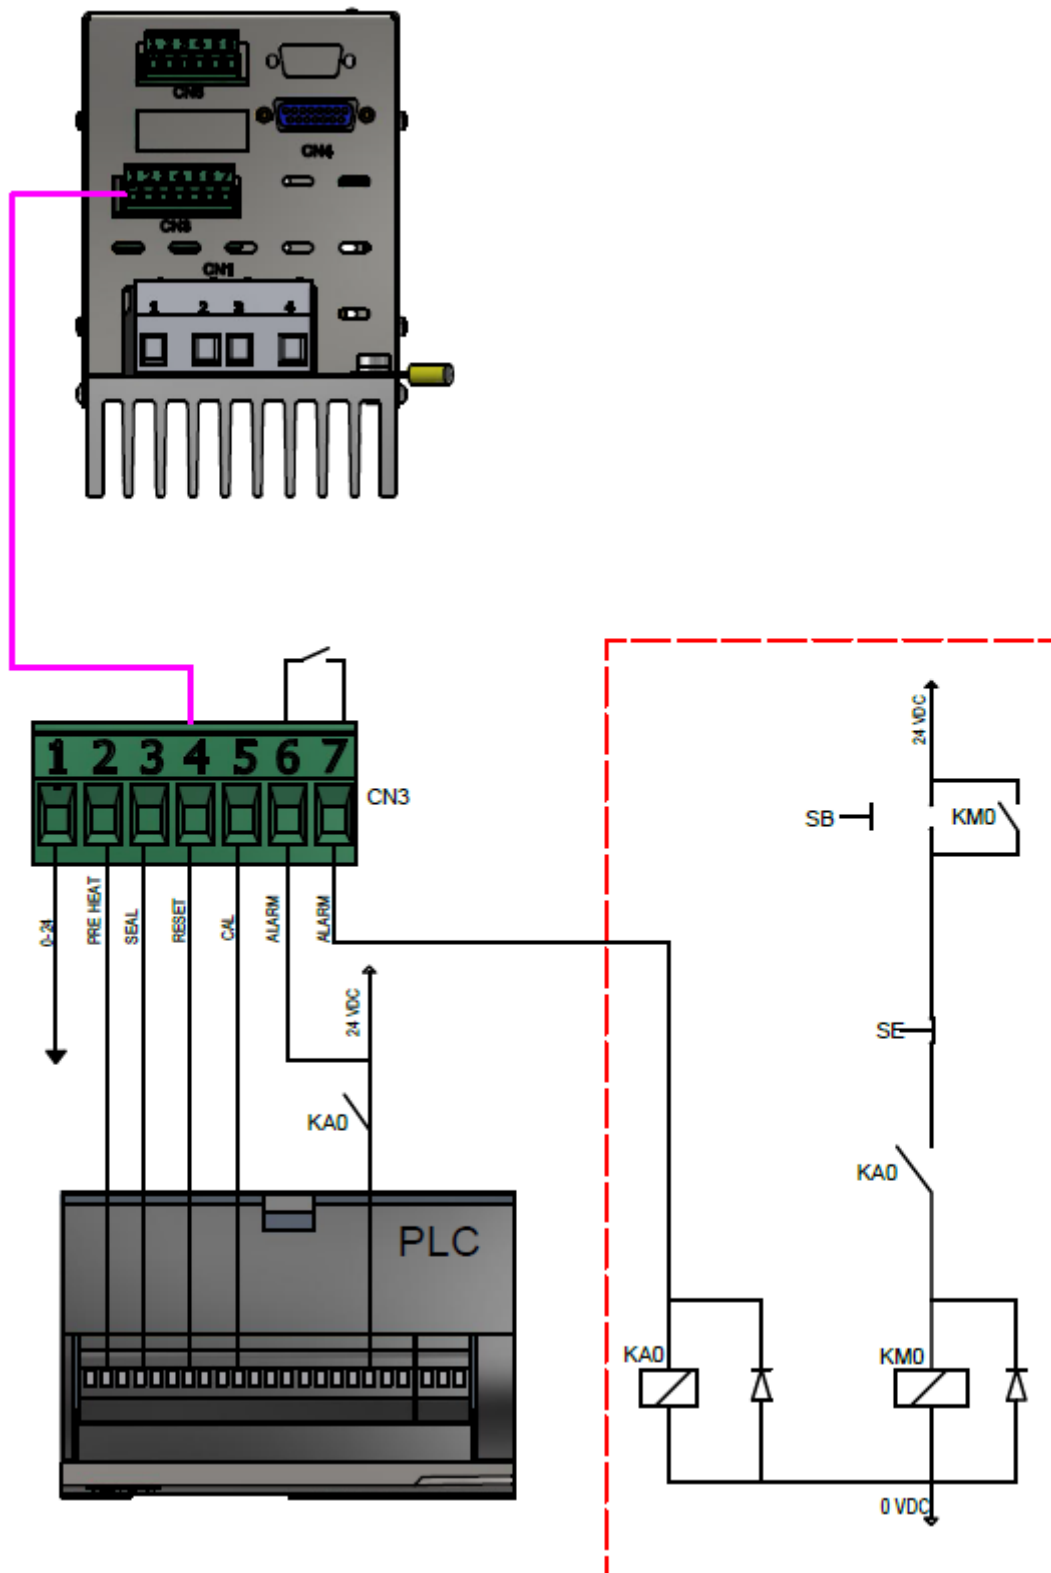 CN4
CN3
CN1
1 2 3 4
1 2 3 4 5 6 7
CN3
0-24
PRE HEAT
SEAL
RESET
CAL
ALARM
ALARM
24 VDC
KA0
PLC
24 VDC
SB
KM0
SE
KA0
KA0
KM0
0 VDC